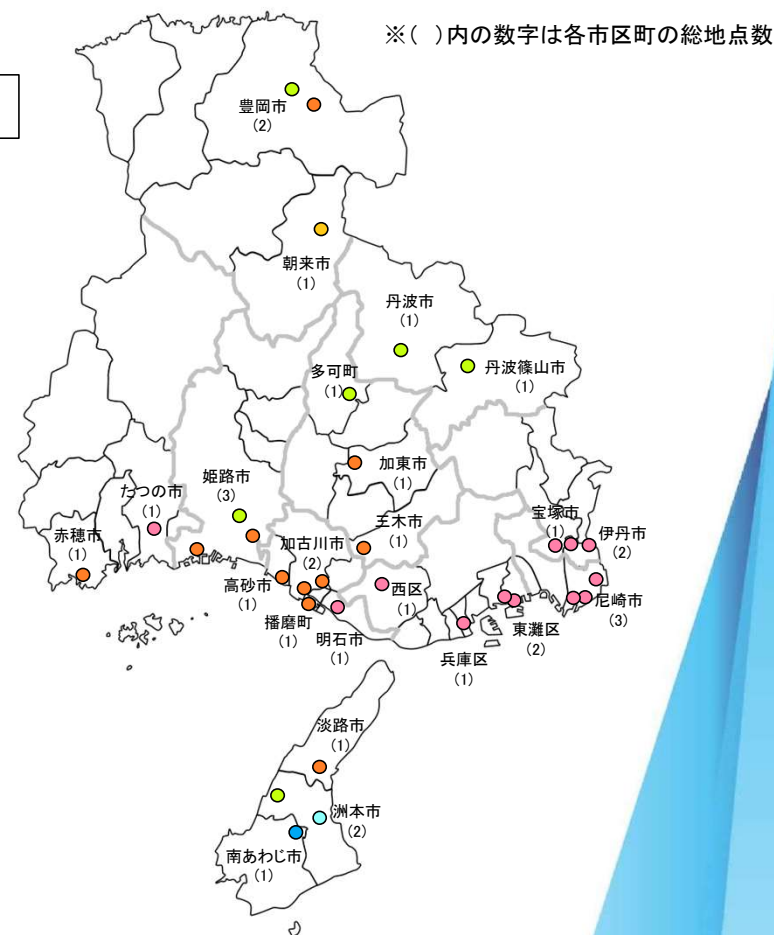 ※( )内の数字は各市区町の総地点数
豊岡市
(2)
朝来市
(1)
丹波市
(1)
丹波篠山市
(1)
多可町
(1)
加東市
(1)
姫路市
(3)
たつの市
(1)
赤穂市
(1)
三木市
(1)
宝塚市
(1)
伊丹市
(2)
加古川市
(2)
高砂市
(1)
西区
(1)
尼崎市
(3)
播磨町
(1)
明石市
(1)
東灘区
(2)
兵庫区
(1)
淡路市
(1)
洲本市
(2)
南あわじ市
(1)